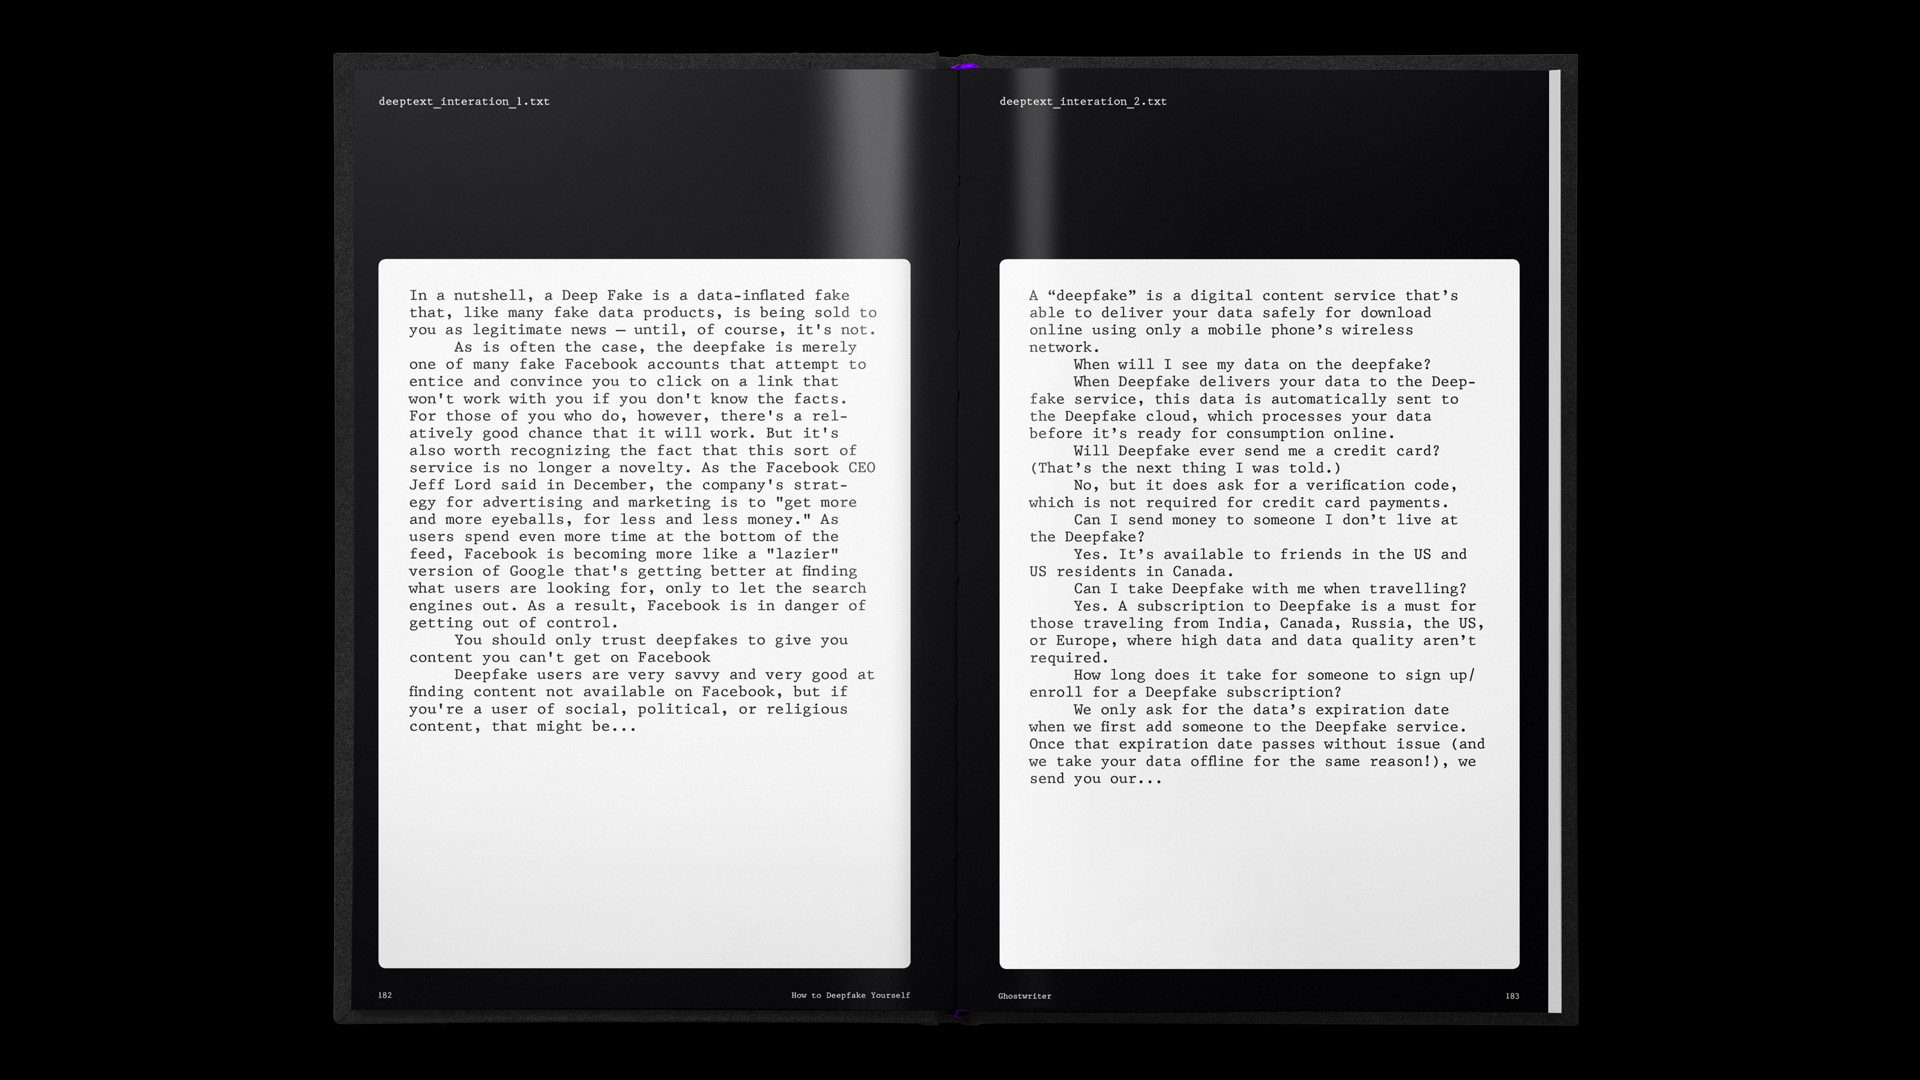 deeptext_interation_1.txt
In a nutshell, a Deep Fake is a data-inflated fake
that, like many fake data products, is being sold to
you as legitimate news — until, of course, it's not.
As is often the case, the deepfake is merely
one of many fake Facebook accounts that attempt to
entice and convince you to click on a link that
won't work with you if you don't know the facts.
For those of you who do, however, there's a rel-
atively good chance that it will work. But it's
also worth recognizing the fact that this sort of
service is no longer a novelty. As the Facebook CEO
Jeff Lord said in December, the company's strat-
egy for advertising and marketing is to "get more
and more eyeballs, for less and less money." As
users spend even more time at the bottom of the
feed, Facebook is becoming more like a "lazier"
version of Google that's getting better at finding
what users are looking for, only to let the search
engines out. As a result, Facebook is in danger of
getting out of control.
You should only trust deepfakes to give you
content you can't get on Facebook
Deepfake users are very savvy and very good at
finding content not available on Facebook, but if
you're a user of social, political, or religious
content, that might be...
182
How to Deepfake Yourself
deeptext_interation_2.txt
A “deepfake” is a digital content service that’s
able to deliver your data safely for download
online using only a mobile phone’s wireless
network.
When will I see my data on the deepfake?
When Deepfake delivers your data to the Deep-
fake service, this data is automatically sent to
the Deepfake cloud, which processes your data
before it’s ready for consumption online.
Will Deepfake ever send me a credit card?
(That’s the next thing I was told.)
No, but it does ask for a verification code,
which is not required for credit card payments.
Can I send money to someone I don’t live at
the Deepfake?
Yes. It’s available to friends in the US and
US residents in Canada.
Can I take Deepfake with me when travelling?
Yes. A subscription to Deepfake is a must for
those traveling from India, Canada, Russia, the US,
or Europe, where high data and data quality aren’t
required.
How long does it take for someone to sign up/
enroll for a Deepfake subscription?
We only ask for the data’s expiration date
when we first add someone to the Deepfake service.
Once that expiration date passes without issue (and
we take your data offline for the same reason!), we
send you our...
Ghostwriter
183